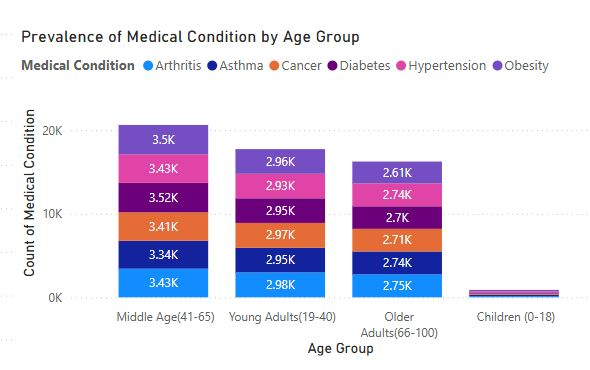 Prevalence of Medical Condition by Age Group
Medical Condition Arthritis Asthma Cancer Diabetes Hypertension Obesity
Count of Medical Condition
20K
10K
0K
3.5K
3.43K
3.52K
3.41K
3.34K
3.43K
2.96K
2.93K
2.95K
2.97K
2.95K
2.98K
2.61K
2.74K
2.7K
2.71K
2.74K
2.75K
Middle Age(41-65)
Young Adults(19-40)
Older
Adults(66-100)
Children (0-18)
Age Group